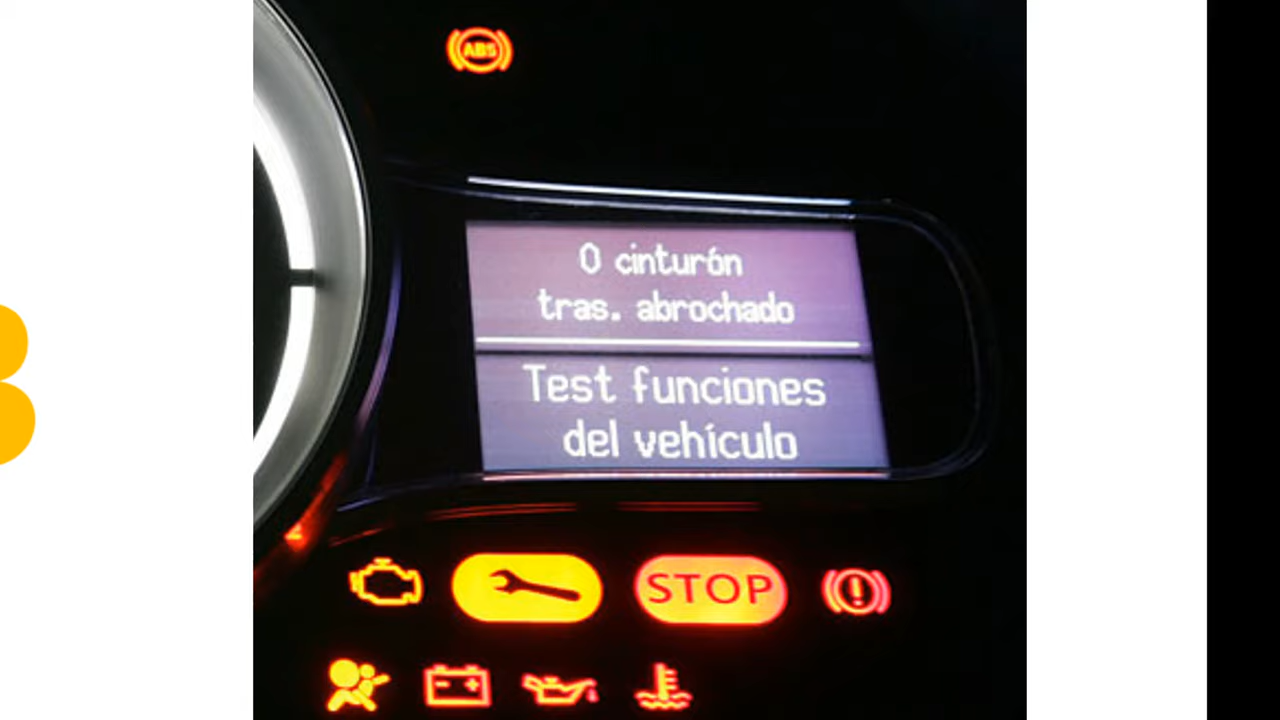 ABS
0 cinturón
tras. abrochado
Test funciones
del vehículo
STOP